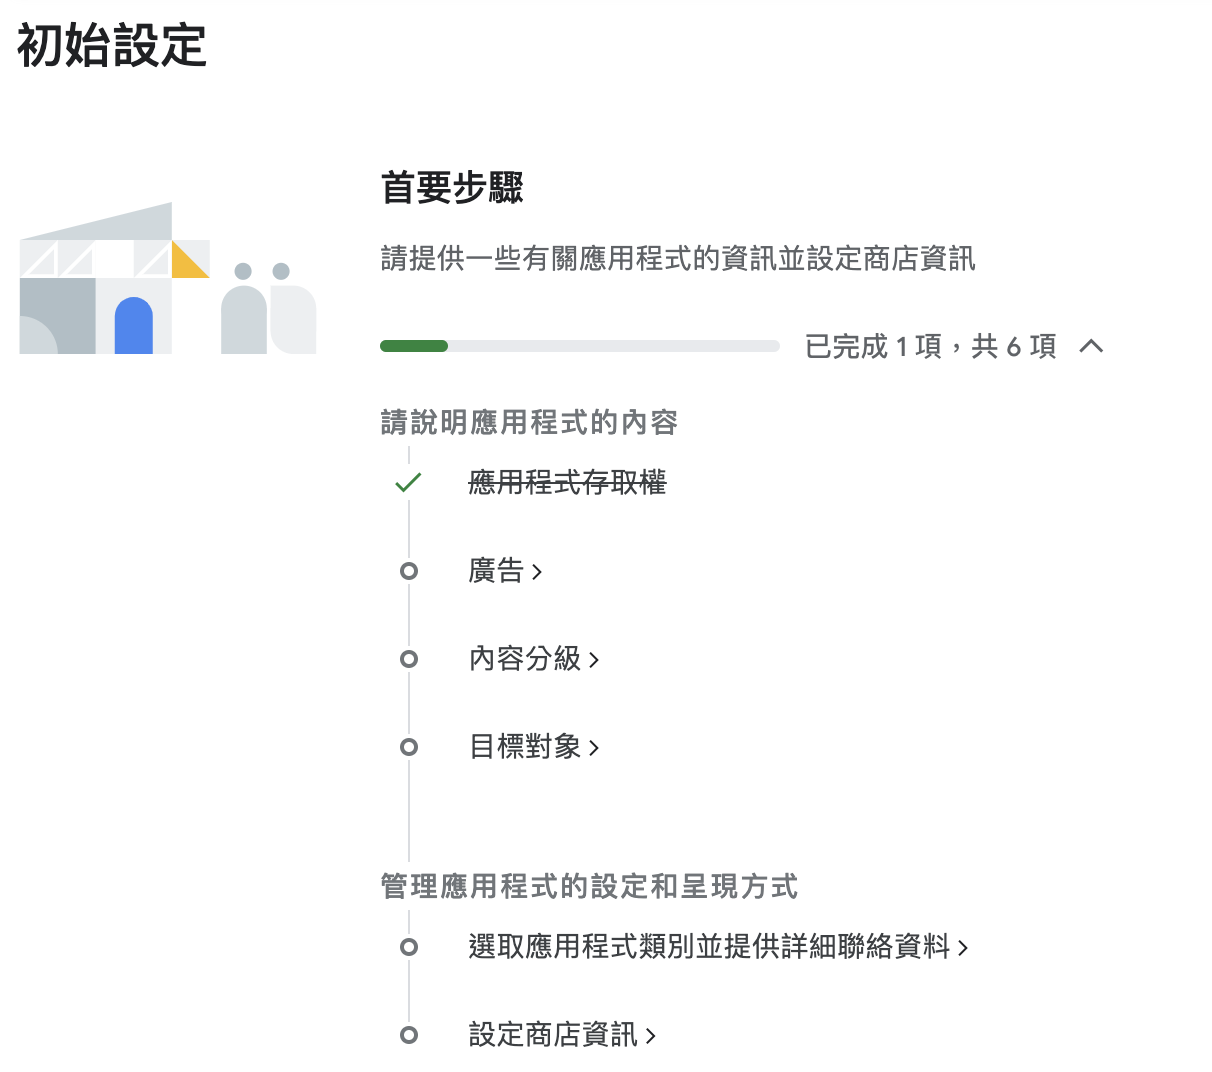 初始設定
首要步驟
請提供一些有關應用程式的資訊並設定商店資訊
已完成 1 項，共 6 項
請說明應用程式的內容
應用程式存取權
廣告
內容分級
目標對象
管理應用程式的設定和呈現方式
選取應用程式類別並提供詳細聯絡資料
設定商店資訊